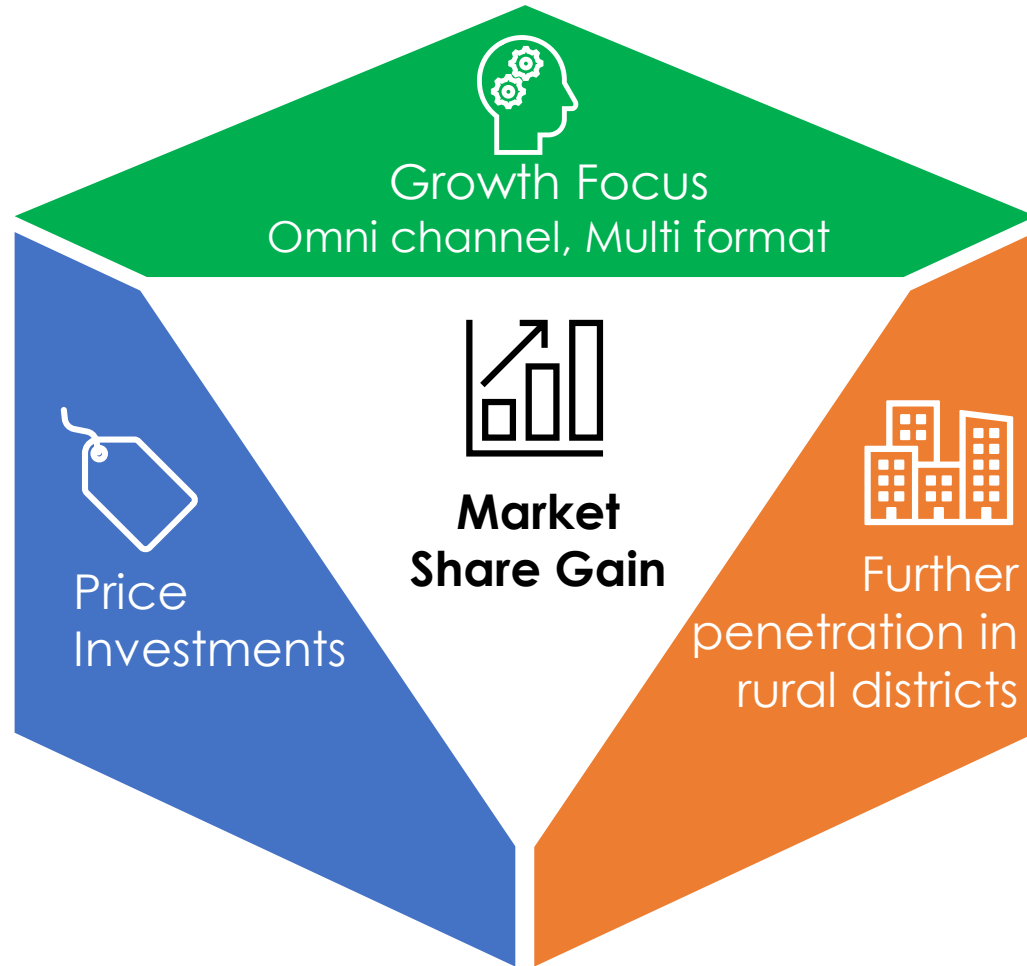 Growth Focus
Omni channel, Multi format
Market
Share Gain
Price
Investments
Further
penetration in
rural districts